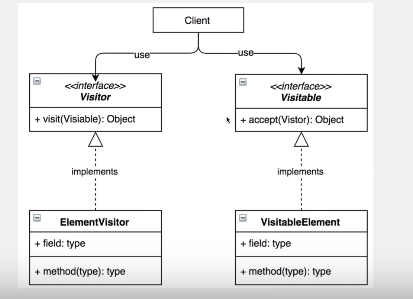 Client
use
use
<<interface>>
Visitor
+ visit(Visiable): Object
<<interface>>
Visitable
+ accept(Vistor): Object
implements
implements
ElementVisitor
+ field: type
+ method(type): type
VisitableElement
+ field: type
+ method(type): type